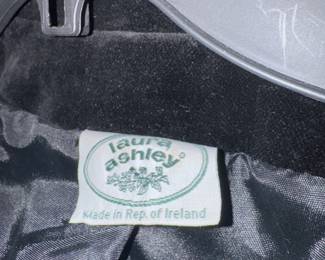 laura
ashley®
Made in Rep. of Ireland